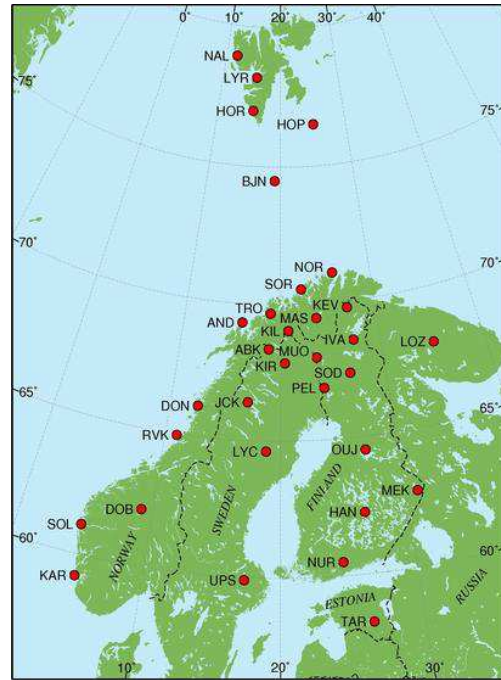 0° 10° 20° 30° 40°
NAL
75°
LYR
HOR
75°
HOP
BJN
70°
NOR
70°
SOR
KEV
TRO
MAS
AND
KIL
IVA
LOZ
ABK
MUO
KIR
SOD
65°
PEL
65°
DON
JCK
RVK
LYC
OUJ
FINLAND
MEK
SWEDEN
DOB
HAN
60°
SOL
60°
NORWAY
NUR
KAR
UPS
RUSSIA
ESTONIA
TAR
10° 20° 30°